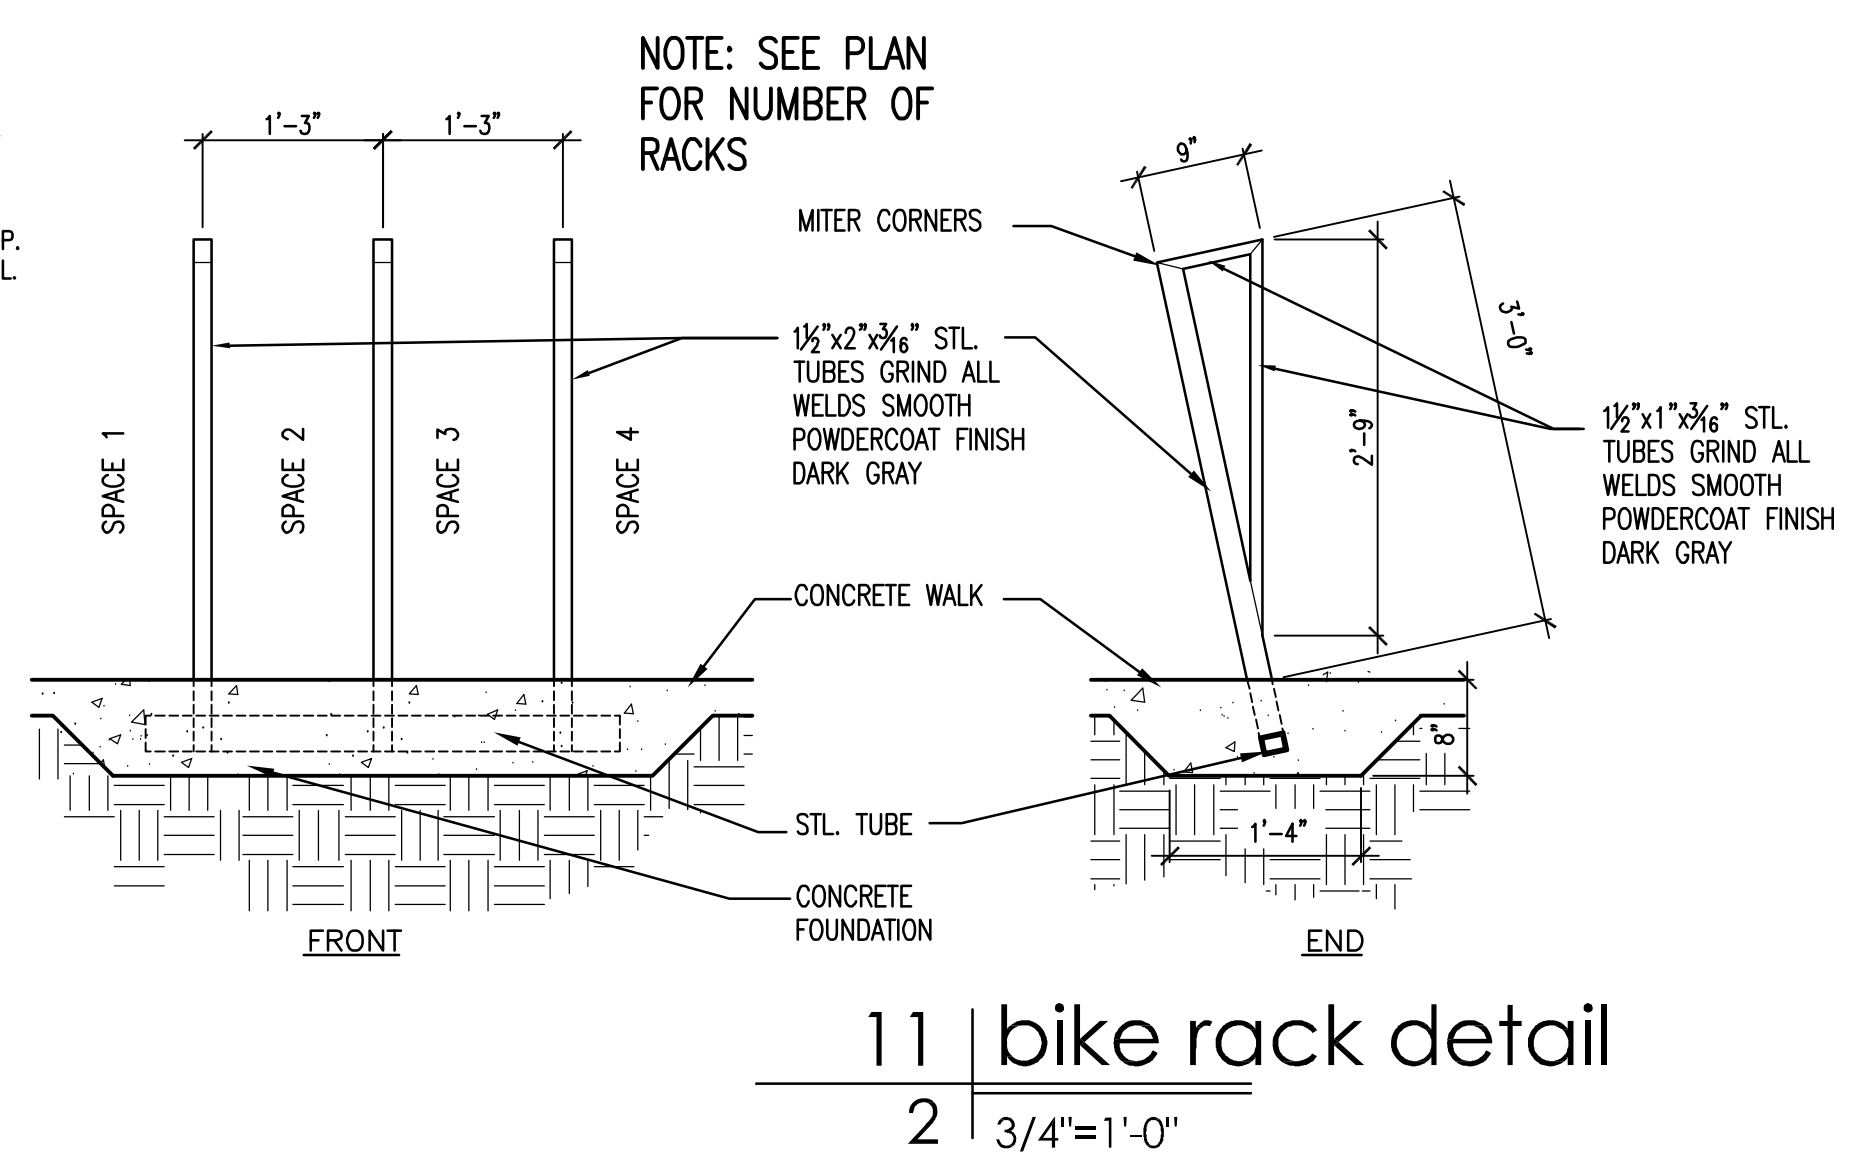 NOTE: SEE PLAN
FOR NUMBER OF
RACKS
1'-3"
1'-3"
P.
L.
SPACE 1
SPACE 2
SPACE 3
SPACE 4
MITER CORNERS
1½"x2"x3/16" STL.
TUBES GRIND ALL
WELDS SMOOTH
POWDERCOAT FINISH
DARK GRAY
CONCRETE WALK
STL. TUBE
CONCRETE
FOUNDATION
FRONT
9"
3'-0"
2'-9"
1½"x1"x3/16" STL.
TUBES GRIND ALL
WELDS SMOOTH
POWDERCOAT FINISH
DARK GRAY
8"
1'-4"
END
11
bike rack detail
2
3/4"=1'-0"